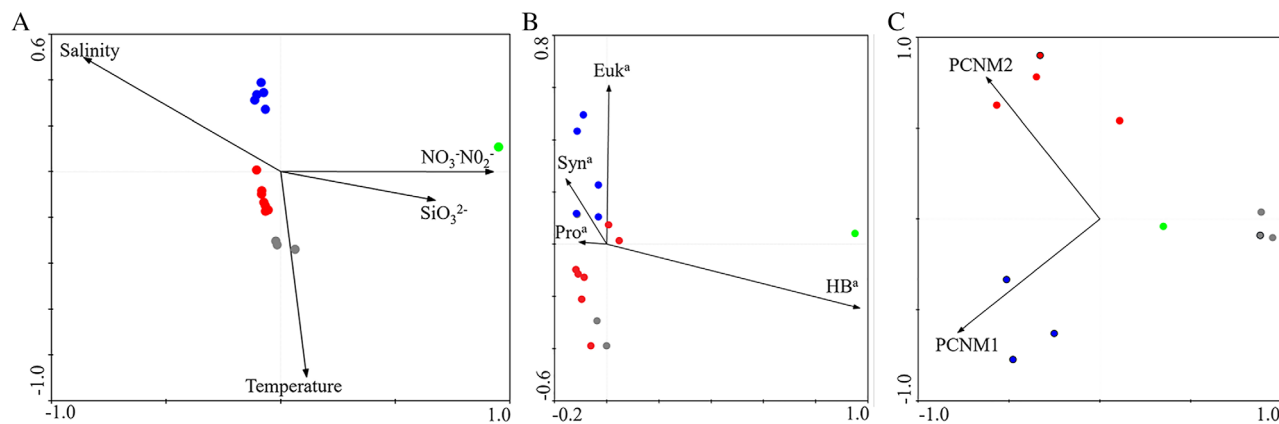 A
0.6
-1.0
-1.0
1.0
Salinity
NO₃⁻N0₂⁻
SiO₃²⁻
Temperature
B
0.8
-0.6
-0.2
1.0
Eukᵃ
Synᵃ
Proᵃ
HBᵃ
C
1.0
-1.0
-1.0
1.0
PCNM2
PCNM1